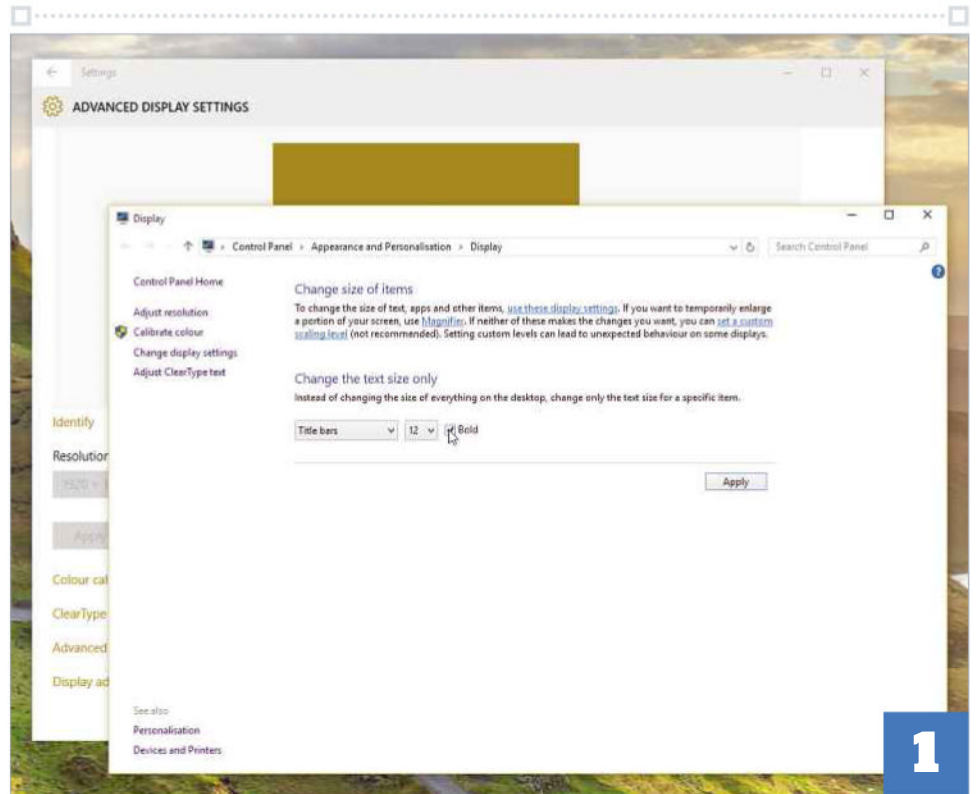 Settings
ADVANCED DISPLAY SETTINGS
Display
Control Panel > Appearance and Personalisation > Display
Search Control Panel
Control Panel Home
Adjust resolution
Calibrate colour
Change display settings
Adjust ClearType text
Change size of items
To change the size of text, apps and other items, use these display settings. If you want to temporarily enlarge
a portion of your screen, use Magnifier. If neither of these makes the changes you want, you can set a custom
scaling level (not recommended). Setting custom levels can lead to unexpected behaviour on some displays.
Change the text size only
Instead of changing the size of everything on the desktop, change only the text size for a specific item.
Title bars 12 Bold
Apply
Identify
Resolution
1920 ×
Apply
Colour cal
ClearType
Advanced
Display ad
See also
Personalisation
Devices and Printers
1